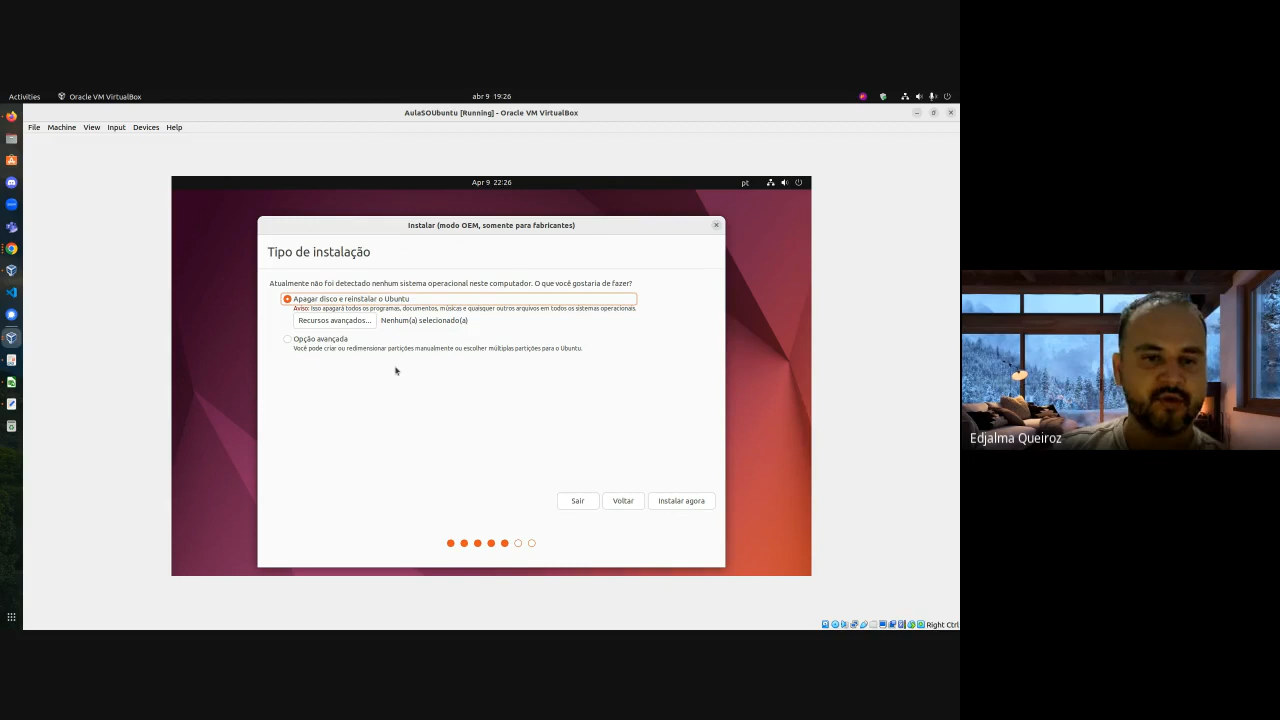 Activities
Oracle VM VirtualBox
abr 9 19:26
AulaSOUbuntu [Running] - Oracle VM VirtualBox
File Machine View Input Devices Help
Apr 9 22:26
pt
Instalar (modo OEM, somente para fabricantes)
Tipo de instalação
Atualmente não foi detectado nenhum sistema operacional neste computador. O que você gostaria de fazer?
Apagar disco e reinstalar o Ubuntu
Aviso: Isso apagará todos os programas, documentos, músicas e quaisquer outros arquivos em todos os sistemas operacionais.
Recursos avançados... Nenhum(a) selecionado(a)
Opção avançada
Você pode criar ou redimensionar partições manualmente ou escolher múltiplas partições para o Ubuntu.
Sair Voltar Instalar agora
Right Ctrl
Edjalma Queiroz